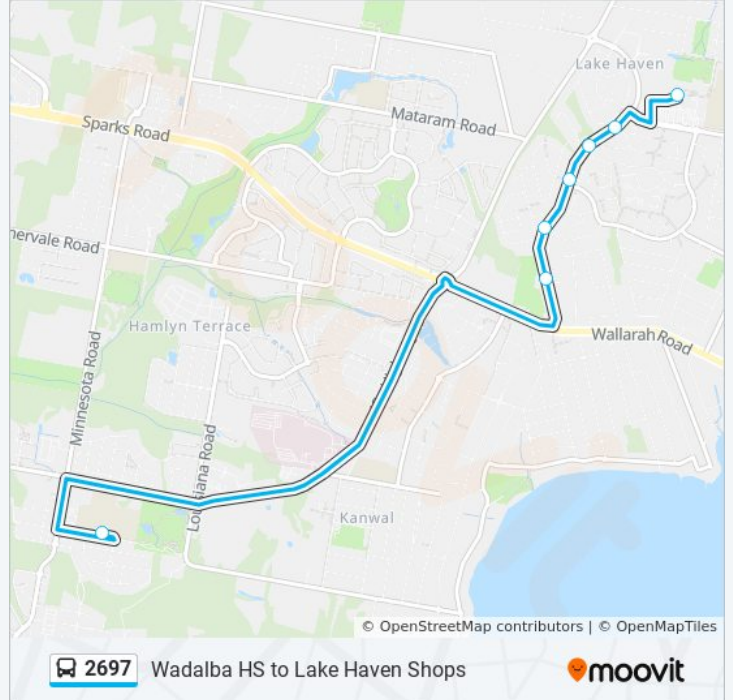 Lake Haven
Mataram Road
Sparks Road
nervale Road
Hamlyn Terrace
Wallarah Road
Minnesota Road
Louisiana Road
Kanwal
© OpenStreetMap contributors | © OpenMapTiles
2697 Wadalba HS to Lake Haven Shops
moovit